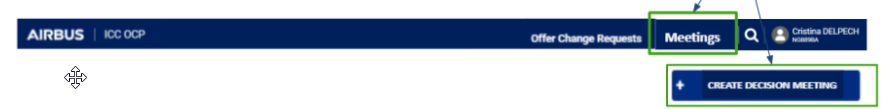 AIRBUS | ICC OCP
Offer Change Requests
Meetings
Cristina DELPECH
+ CREATE DECISION MEETING